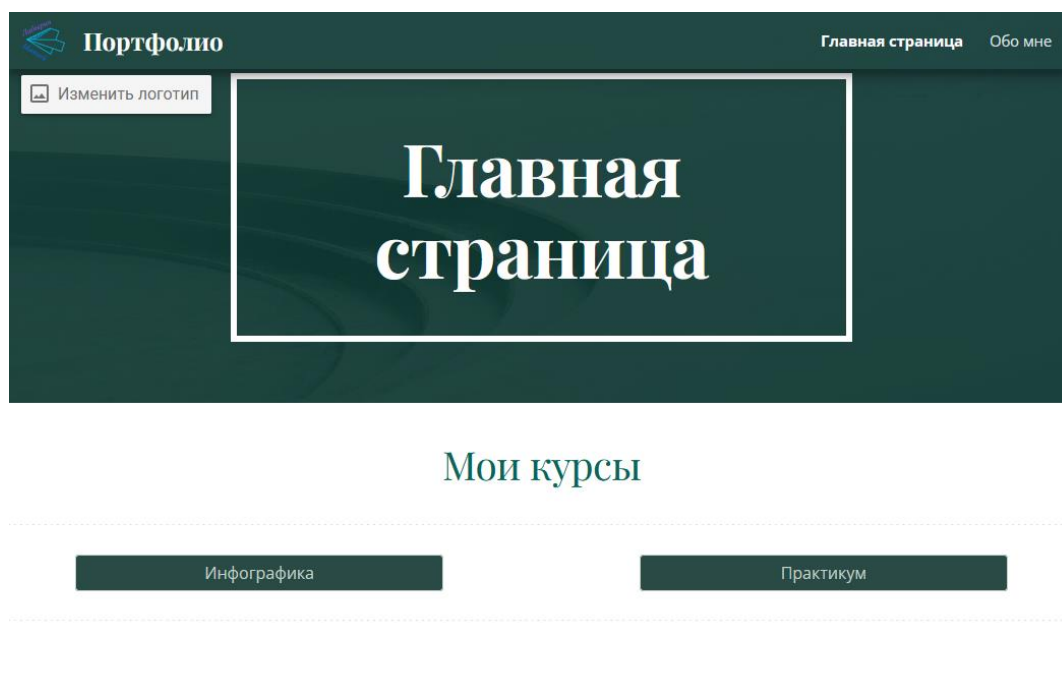 Портфолио
Главная страница Обо мне
Изменить логотип
Главная
страница
Мои курсы
Инфографика
Практикум